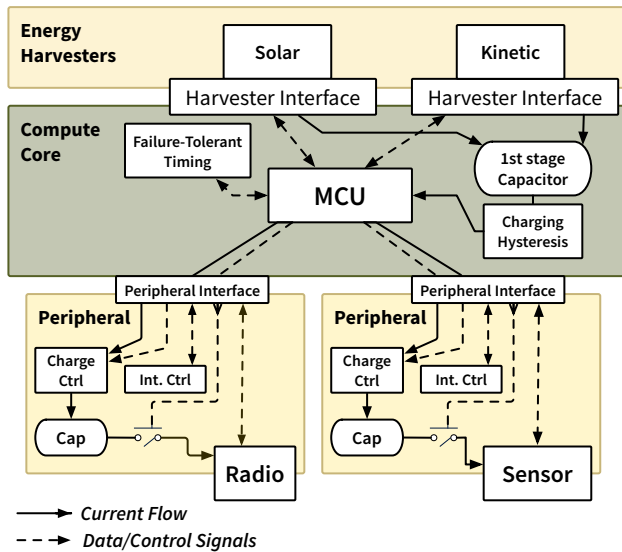 Energy
Harvesters
Solar
Kinetic
Harvester Interface
Harvester Interface
Compute
Core
Failure-Tolerant
Timing
1st stage
Capacitor
MCU
Charging
Hysteresis
Peripheral Interface
Peripheral Interface
Peripheral
Peripheral
Charge
Ctrl
Int. Ctrl
Charge
Ctrl
Int. Ctrl
Cap
Cap
Radio
Sensor
Current Flow
Data/Control Signals